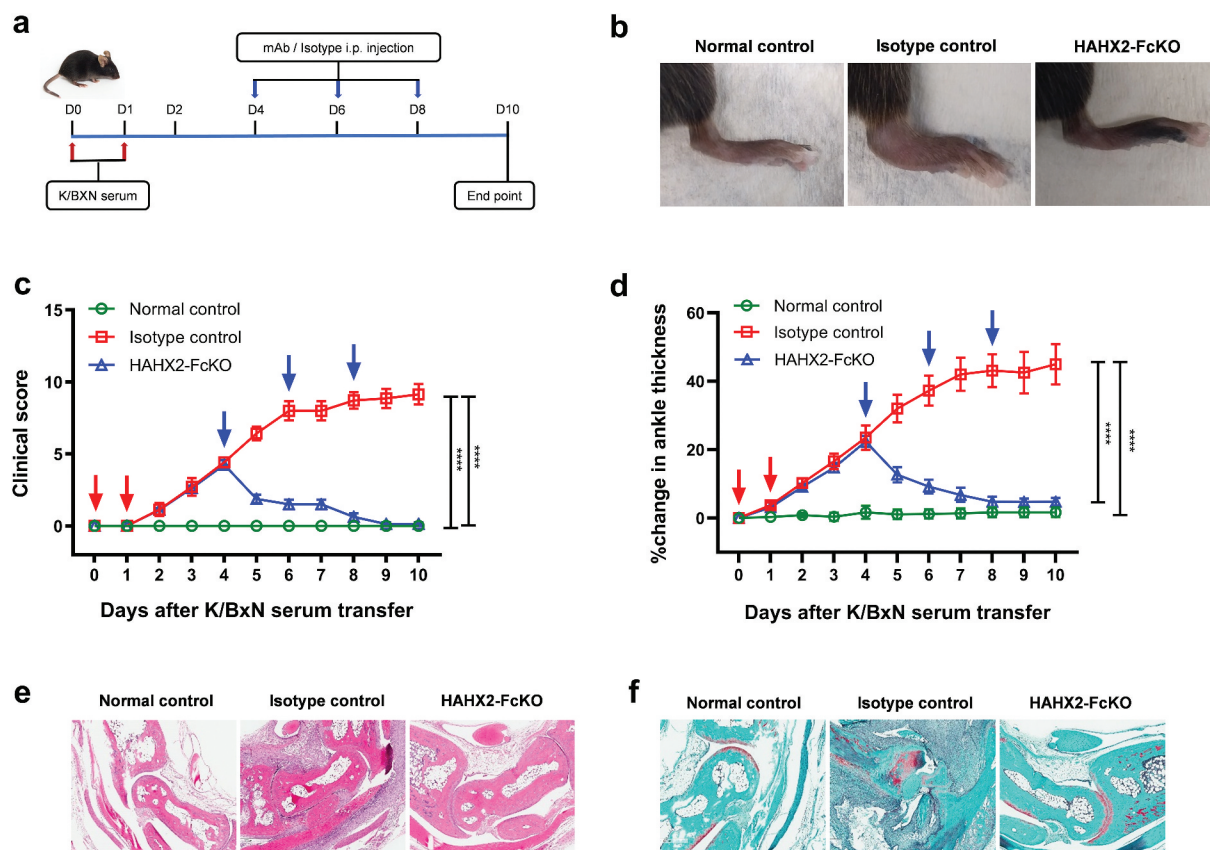 a
mAb / Isotype i.p. injection
D0 D1 D2 D4 D6 D8 D10
K/BXN serum
End point
b
Normal control Isotype control HAHX2-FcKO
c
Normal control
Isotype control
HAHX2-FcKO
Clinical score
15
10
5
0
0 1 2 3 4 5 6 7 8 9 10
Days after K/BxN serum transfer
****
****
d
Normal control
Isotype control
HAHX2-FcKO
%change in ankle thickness
60
40
20
0
0 1 2 3 4 5 6 7 8 9 10
Days after K/BxN serum transfer
****
****
e
Normal control Isotype control HAHX2-FcKO
f
Normal control Isotype control HAHX2-FcKO